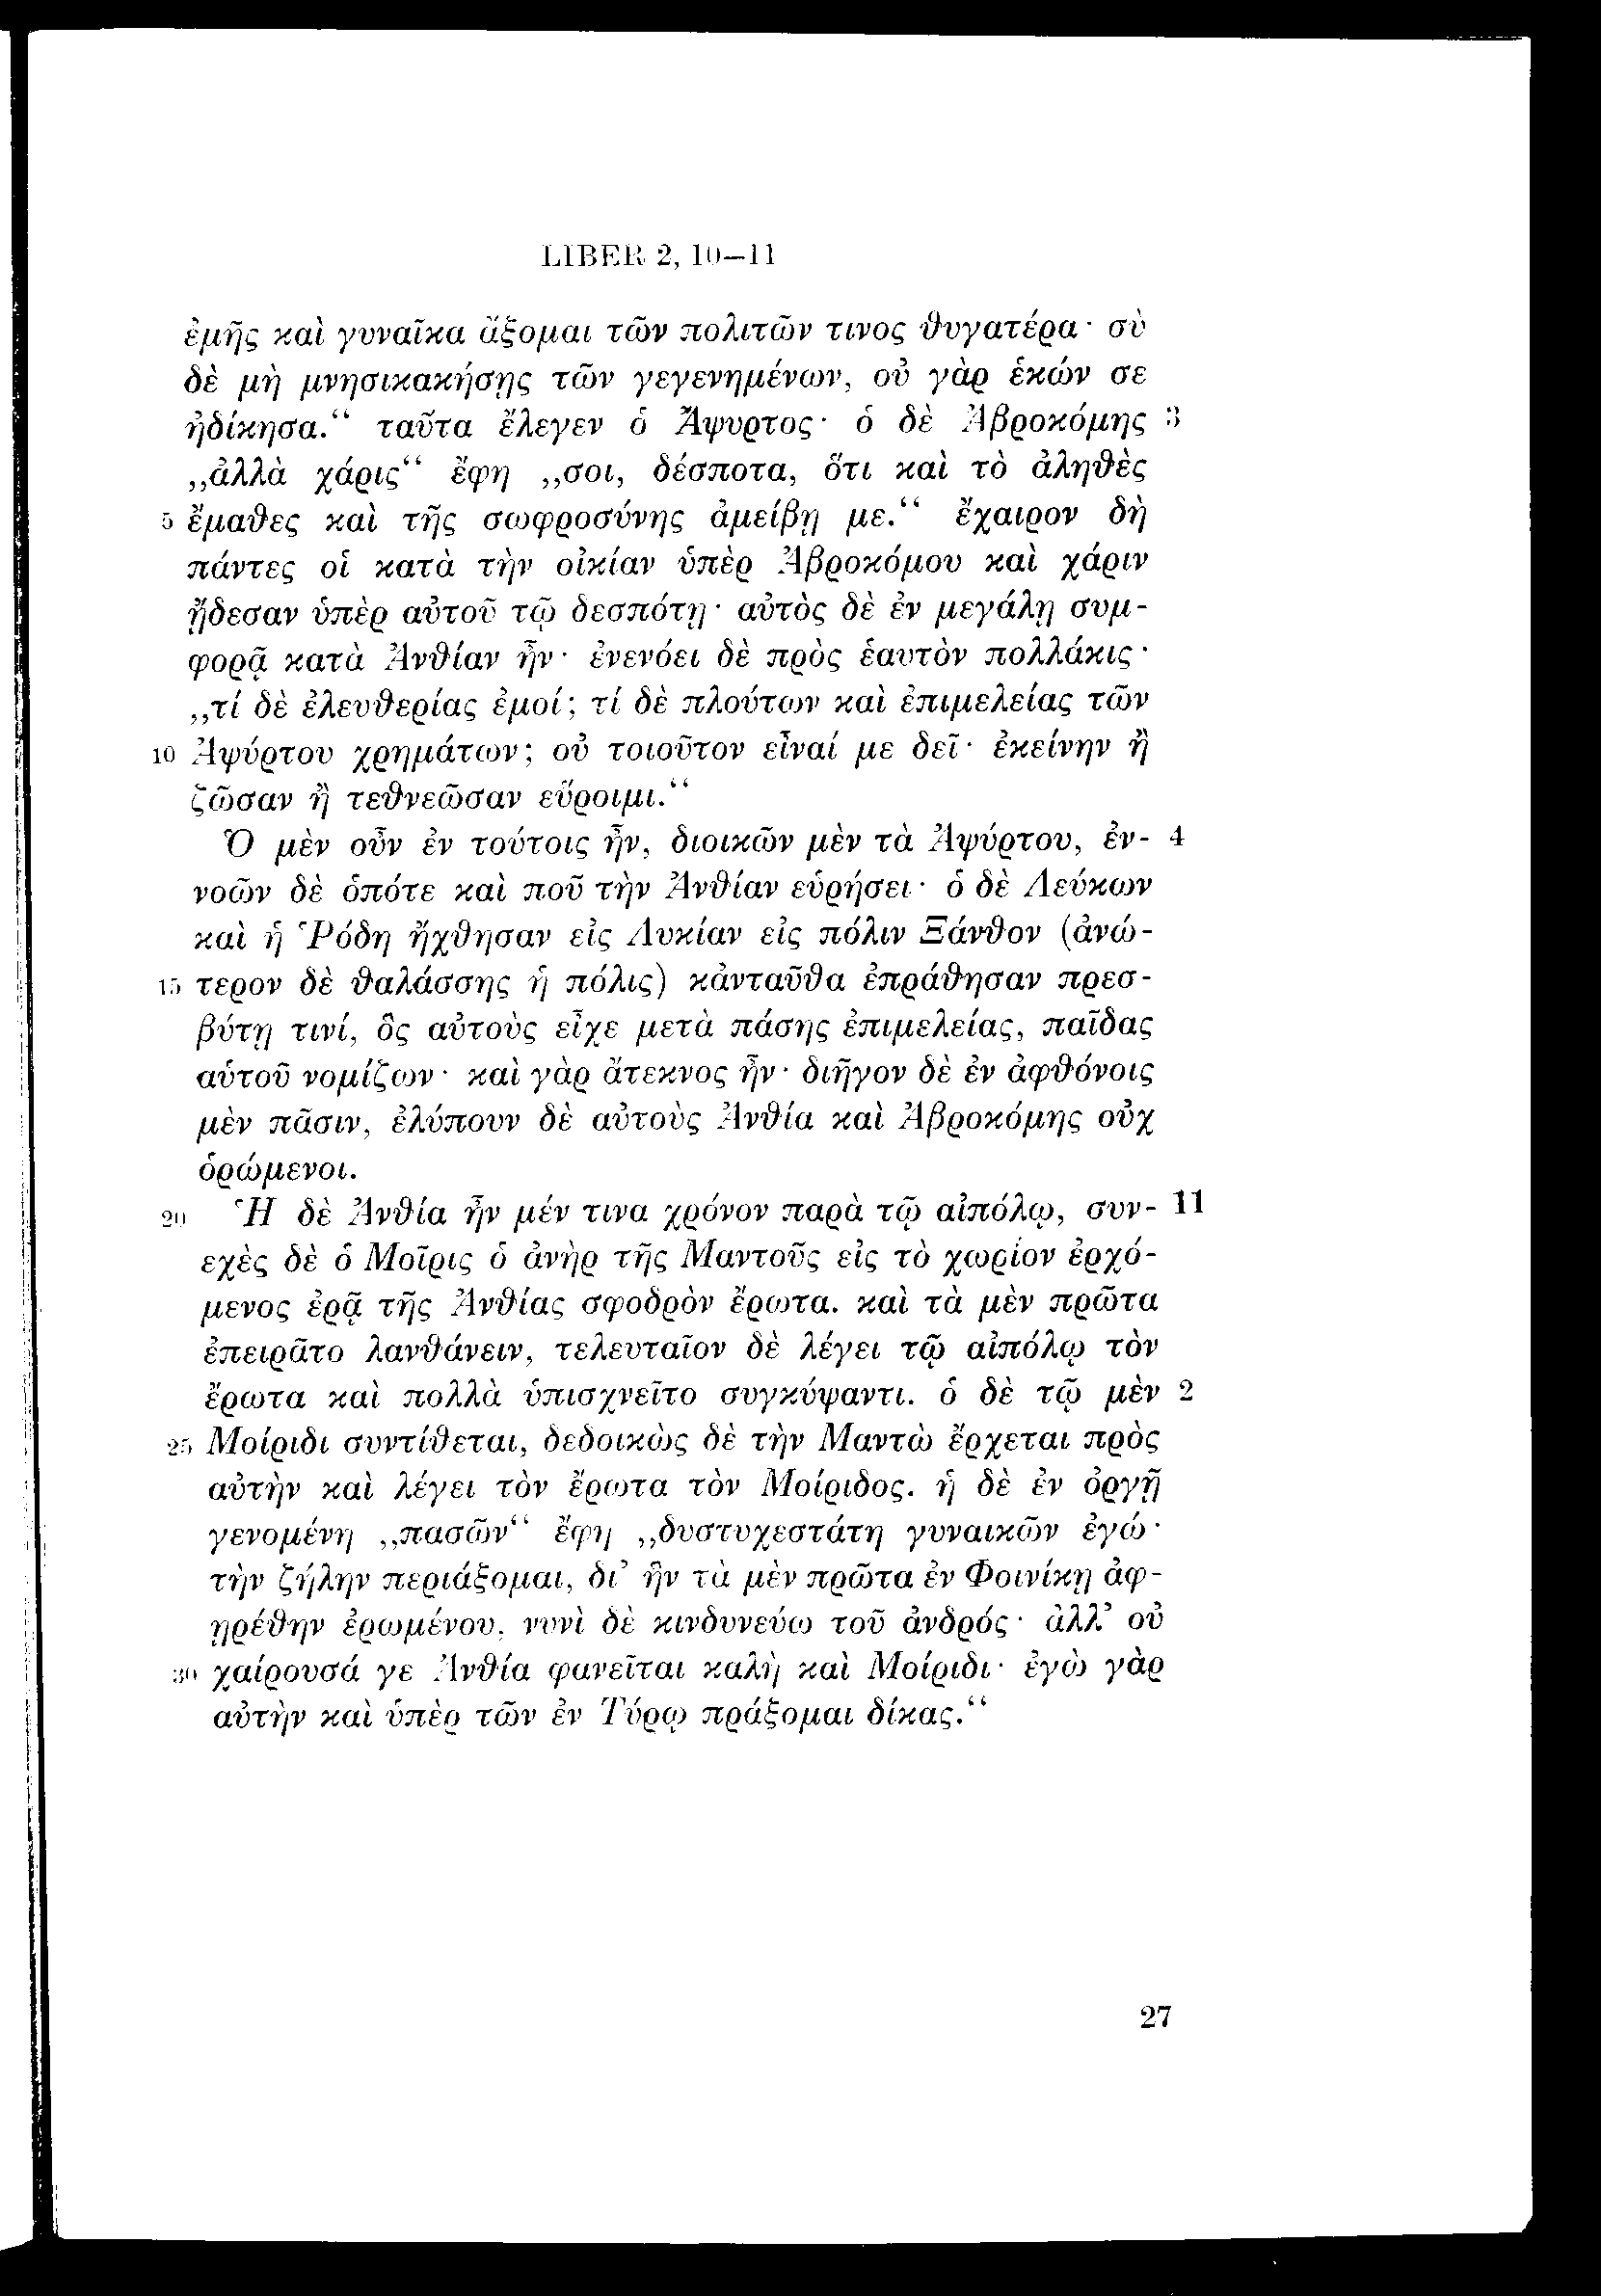 LIBER 2, 10—11
ἐμῆς καὶ γυναῖκα ἄξομαι τῶν πολιτῶν τινος θυγατέρα· σὺ
δὲ μὴ μνησικακήσῃς τῶν γεγενημένων, οὐ γὰρ ἑκών σε
ἠδίκησα.“ ταῦτα ἔλεγεν ὁ Ἄψυρτος· ὁ δὲ Ἁβροκόμης 3
„ἀλλὰ χάρις“ ἔφη „σοι, δέσποτα, ὅτι καὶ τὸ ἀληθὲς
5 ἔμαθες καὶ τῆς σωφροσύνης ἀμείβῃ με.“ ἔχαιρον δὴ
πάντες οἱ κατὰ τὴν οἰκίαν ὑπὲρ Ἁβροκόμου καὶ χάριν
ᾔδεσαν ὑπὲρ αὐτοῦ τῷ δεσπότῃ· αὐτὸς δὲ ἐν μεγάλῃ συμ-
φορᾷ κατὰ Ἀνθίαν ἦν· ἐνενόει δὲ πρὸς ἑαυτὸν πολλάκις·
„τί δὲ ἐλευθερίας ἐμοί; τί δὲ πλούτων καὶ ἐπιμελείας τῶν
10 Ἀψύρτου χρημάτων; οὐ τοιοῦτον εἶναί με δεῖ· ἐκείνην ἢ
ζῶσαν ἢ τεθνεῶσαν εὕροιμι.“
Ὁ μὲν οὖν ἐν τούτοις ἦν, διοικῶν μὲν τὰ Ἀψύρτου, ἐν- 4
νοῶν δὲ ὁπότε καὶ ποῦ τὴν Ἀνθίαν εὑρήσει· ὁ δὲ Λεύκων
καὶ ἡ Ῥόδη ἤχθησαν εἰς Λυκίαν εἰς πόλιν Ξάνθον (ἀνώ-
15 τερον δὲ θαλάσσης ἡ πόλις) κἀνταῦθα ἐπράθησαν πρεσ-
βύτῃ τινί, ὃς αὐτοὺς εἶχε μετὰ πάσης ἐπιμελείας, παῖδας
αὑτοῦ νομίζων· καὶ γὰρ ἄτεκνος ἦν· διῆγον δὲ ἐν ἀφθόνοις
μὲν πᾶσιν, ἐλύπουν δὲ αὐτοὺς Ἀνθία καὶ Ἁβροκόμης οὐχ
ὁρώμενοι.
20 Ἡ δὲ Ἀνθία ἦν μέν τινα χρόνον παρὰ τῷ αἰπόλῳ, συν- 11
εχὲς δὲ ὁ Μοῖρις ὁ ἀνὴρ τῆς Μαντοῦς εἰς τὸ χωρίον ἐρχό-
μενος ἐρᾷ τῆς Ἀνθίας σφοδρὸν ἔρωτα. καὶ τὰ μὲν πρῶτα
ἐπειρᾶτο λανθάνειν, τελευταῖον δὲ λέγει τῷ αἰπόλῳ τὸν
ἔρωτα καὶ πολλὰ ὑπισχνεῖτο συγκύψαντι. ὁ δὲ τῷ μὲν 2
25 Μοίριδι συντίθεται, δεδοικὼς δὲ τὴν Μαντὼ ἔρχεται πρὸς
αὐτὴν καὶ λέγει τὸν ἔρωτα τὸν Μοίριδος. ἡ δὲ ἐν ὀργῇ
γενομένη „πασῶν“ ἔφη „δυστυχεστάτη γυναικῶν ἐγώ·
τὴν ζήλην περιάξομαι, δι’ ἣν τὰ μὲν πρῶτα ἐν Φοινίκῃ ἀφ-
ῃρέθην ἐρωμένου, νυνὶ δὲ κινδυνεύω τοῦ ἀνδρός· ἀλλ’ οὐ
30 χαίρουσά γε Ἀνθία φανεῖται καλὴ καὶ Μοίριδι· ἐγὼ γὰρ
αὐτὴν καὶ ὑπὲρ τῶν ἐν Τύρῳ πράξομαι δίκας.“
27